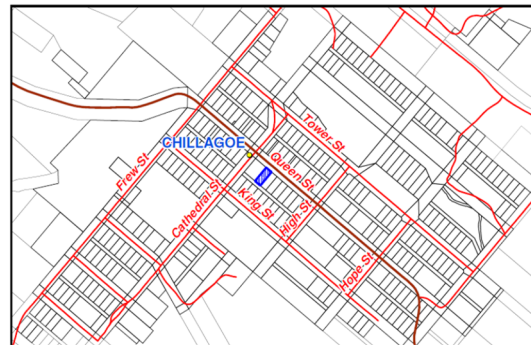 Tower St
CHILLAGOE
Queen St
Frew St
Cathedral St
King St
High St
Hope St